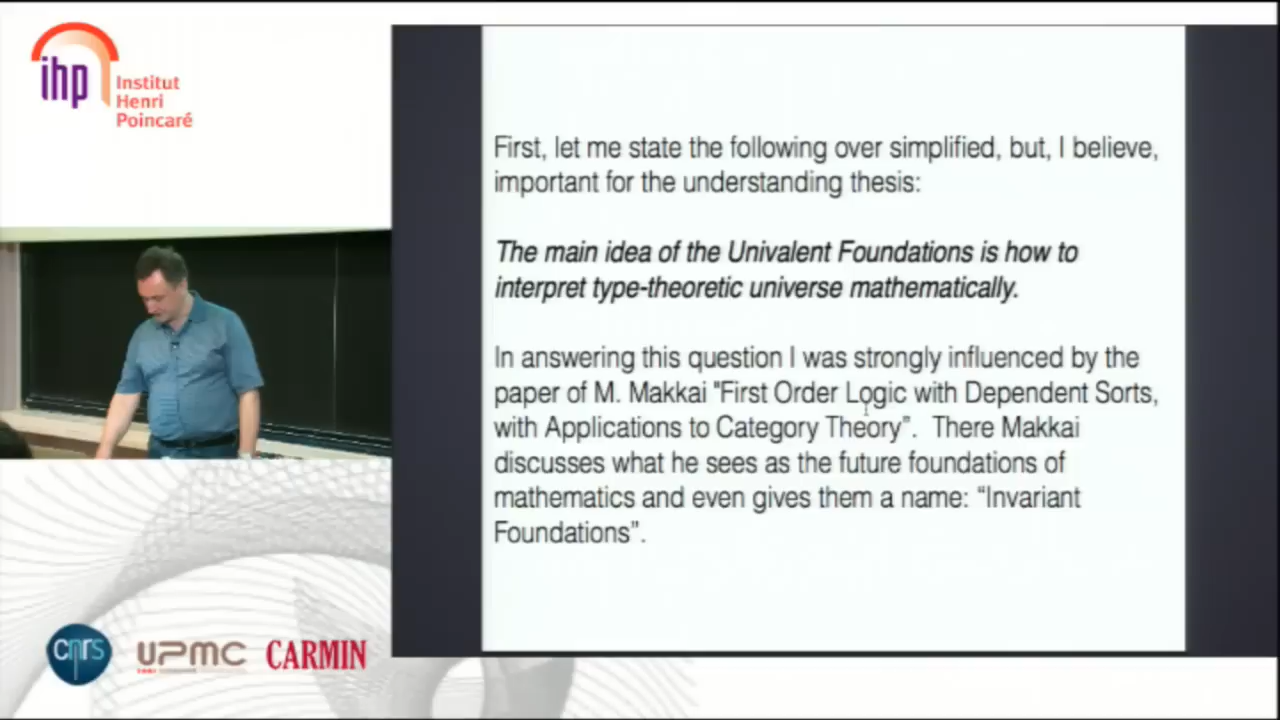 ihp
Institut
Henri
Poincaré
First, let me state the following over simplified, but, I believe,
important for the understanding thesis:
The main idea of the Univalent Foundations is how to
interpret type-theoretic universe mathematically.
In answering this question I was strongly influenced by the
paper of M. Makkai "First Order Logic with Dependent Sorts,
with Applications to Category Theory”. There Makkai
discusses what he sees as the future foundations of
mathematics and even gives them a name: “Invariant
Foundations”.
cnrs
UPMC
CARMIN